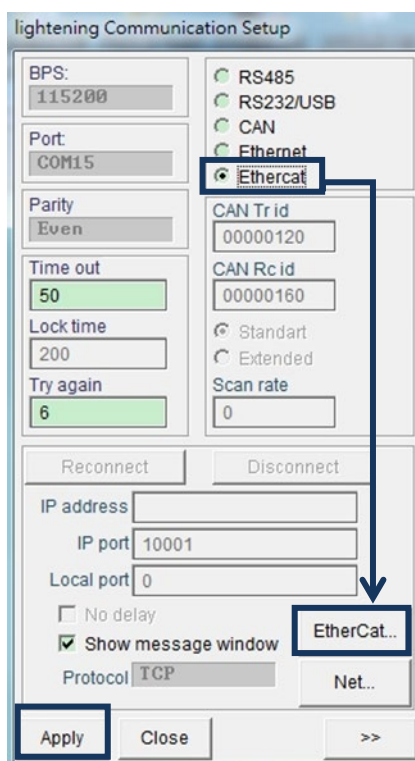 lightening Communication Setup
BPS:
115200
Port:
COM15
Parity
Even
Time out
50
Lock time
200
Try again
6
RS485
RS232/USB
CAN
Ethernet
Ethercat
CAN Tr id
00000120
CAN Rc id
00000160
Standart
Extended
Scan rate
0
Reconnect Disconnect
IP address
IP port 10001
Local port 0
No delay
Show message window
EtherCat...
Protocol TCP
Net...
Apply Close >>